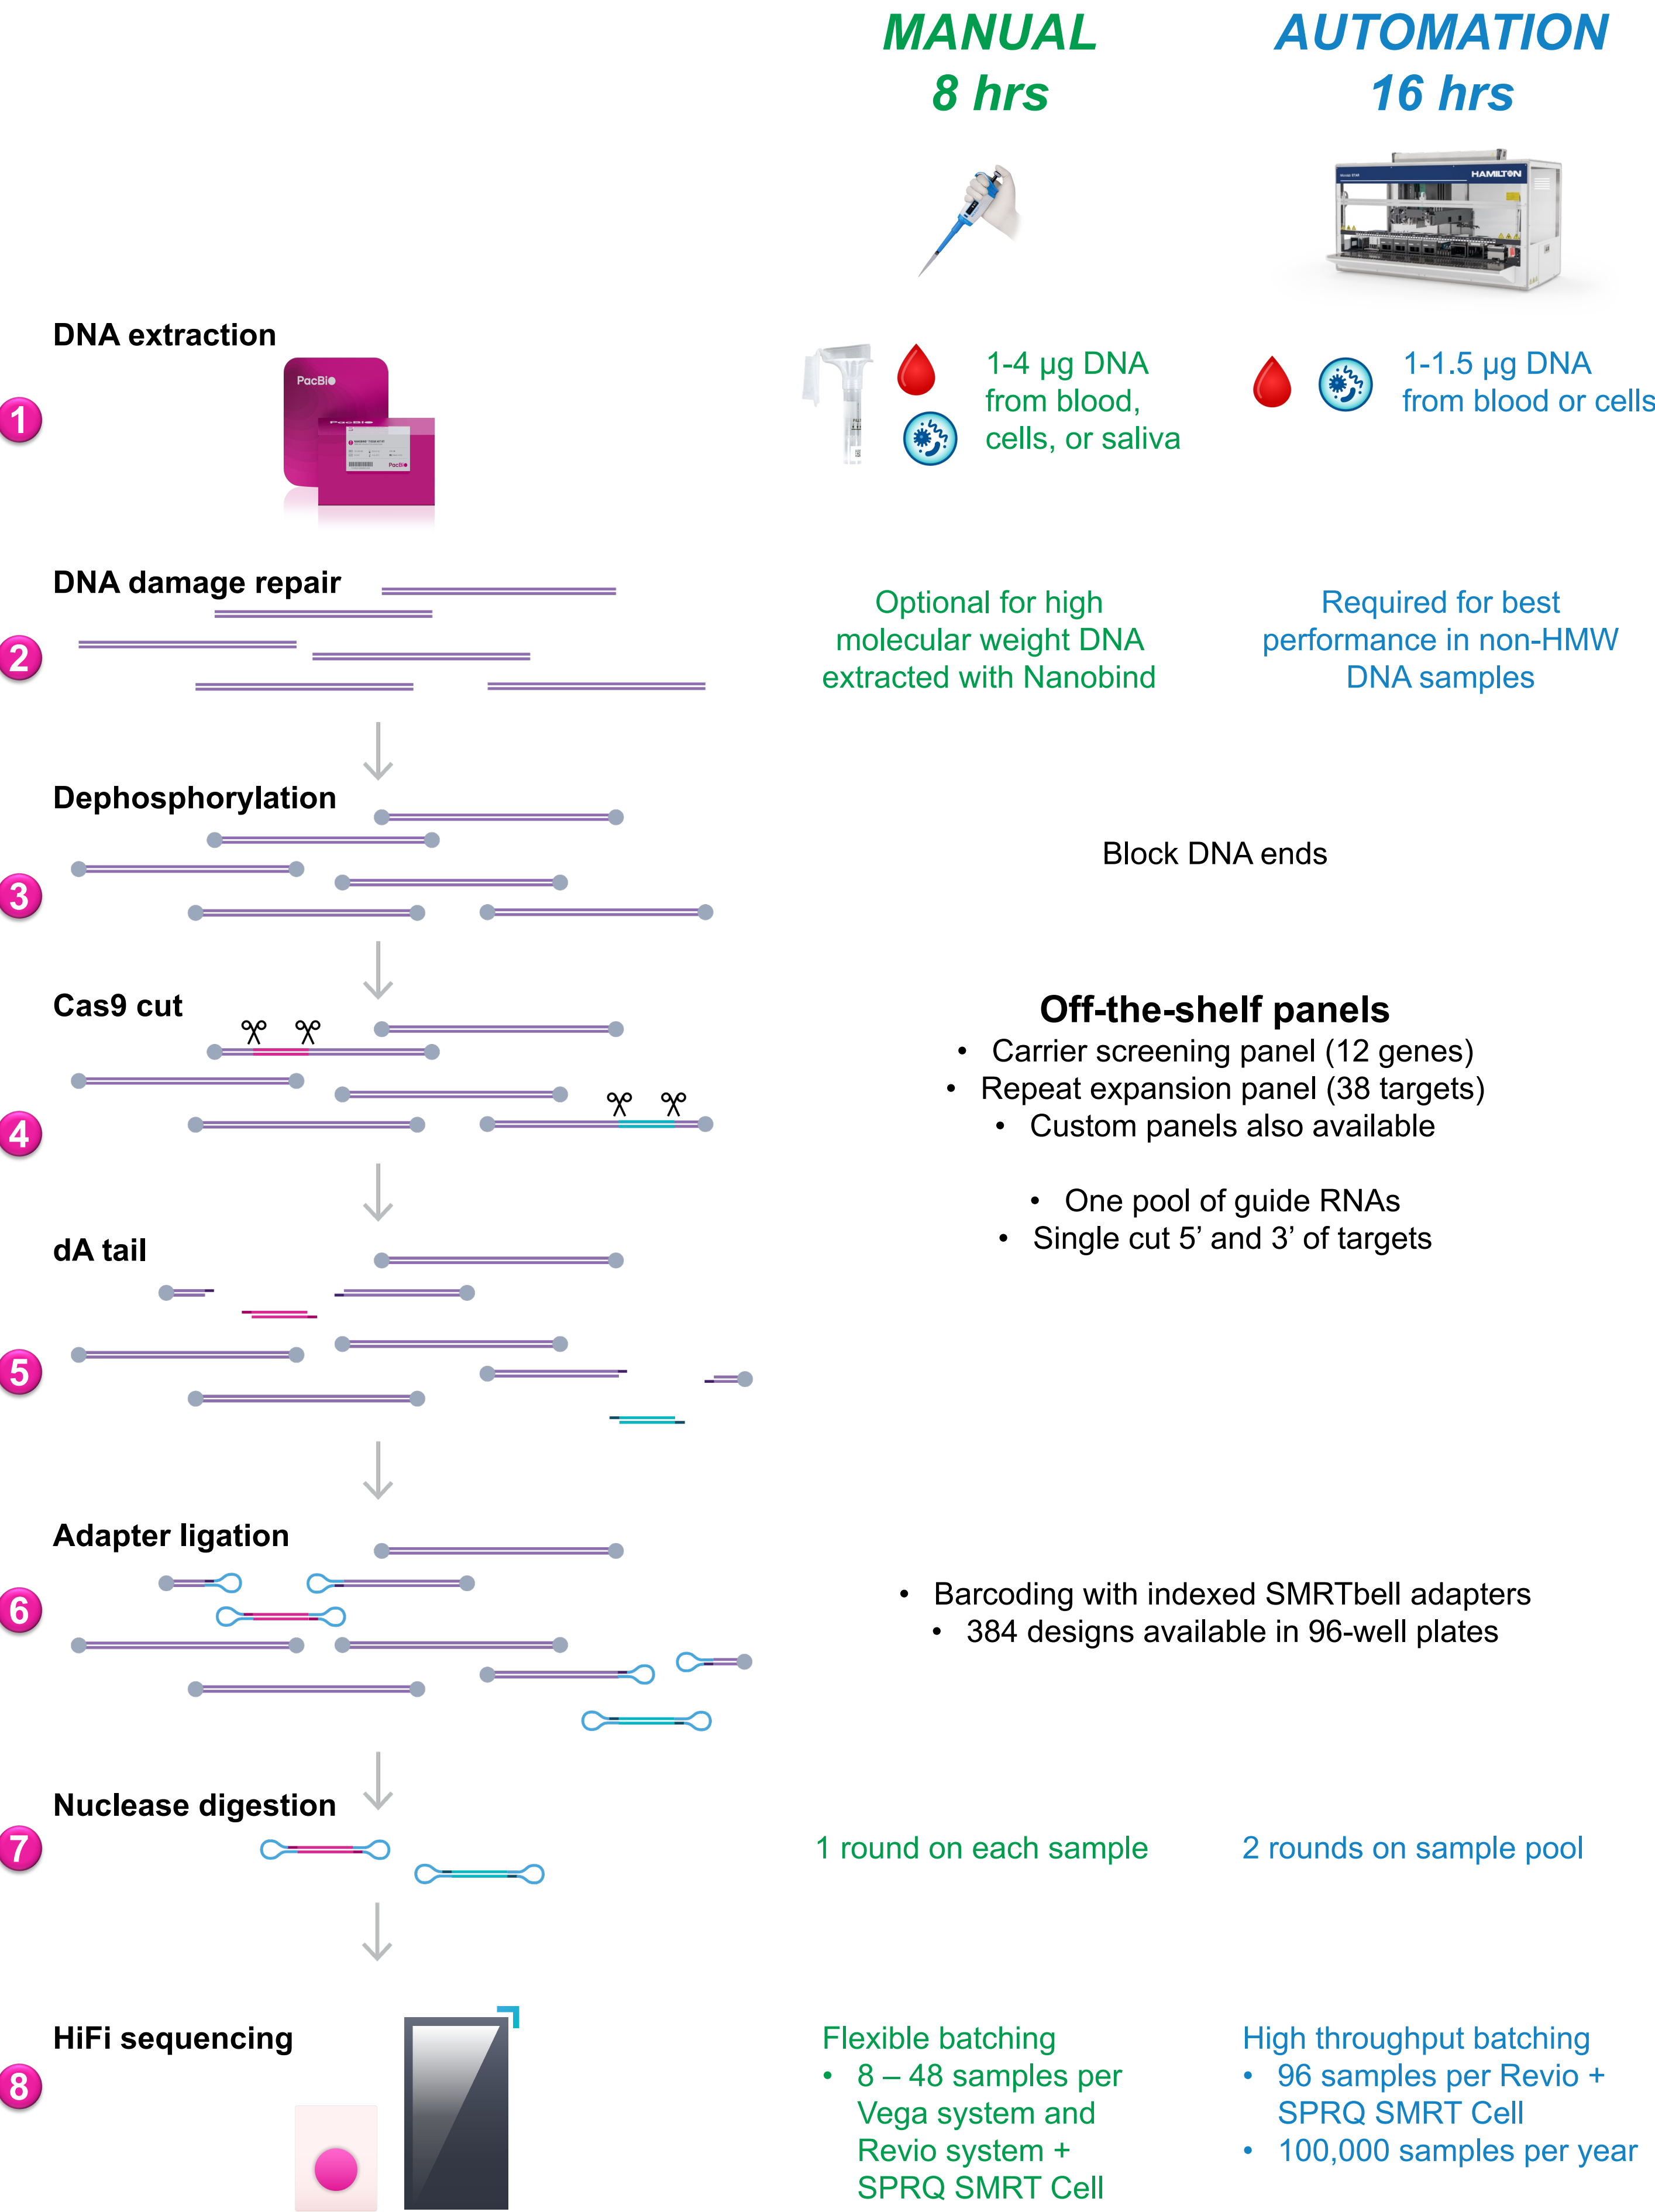 MANUAL
8 hrs
AUTOMATION
16 hrs
HAMILTON
DNA extraction
PacBio
PacBio
1
1-4 µg DNA
from blood,
cells, or saliva
1-1.5 µg DNA
from blood or cells
DNA damage repair
2
Optional for high
molecular weight DNA
extracted with Nanobind
Required for best
performance in non-HMW
DNA samples
Dephosphorylation
3
Block DNA ends
Cas9 cut
4
Off-the-shelf panels
• Carrier screening panel (12 genes)
• Repeat expansion panel (38 targets)
• Custom panels also available
• One pool of guide RNAs
• Single cut 5’ and 3’ of targets
dA tail
5
Adapter ligation
6
• Barcoding with indexed SMRTbell adapters
• 384 designs available in 96-well plates
Nuclease digestion
7
1 round on each sample
2 rounds on sample pool
HiFi sequencing
8
Flexible batching
• 8 – 48 samples per
Vega system and
Revio system +
SPRQ SMRT Cell
High throughput batching
• 96 samples per Revio +
SPRQ SMRT Cell
• 100,000 samples per year